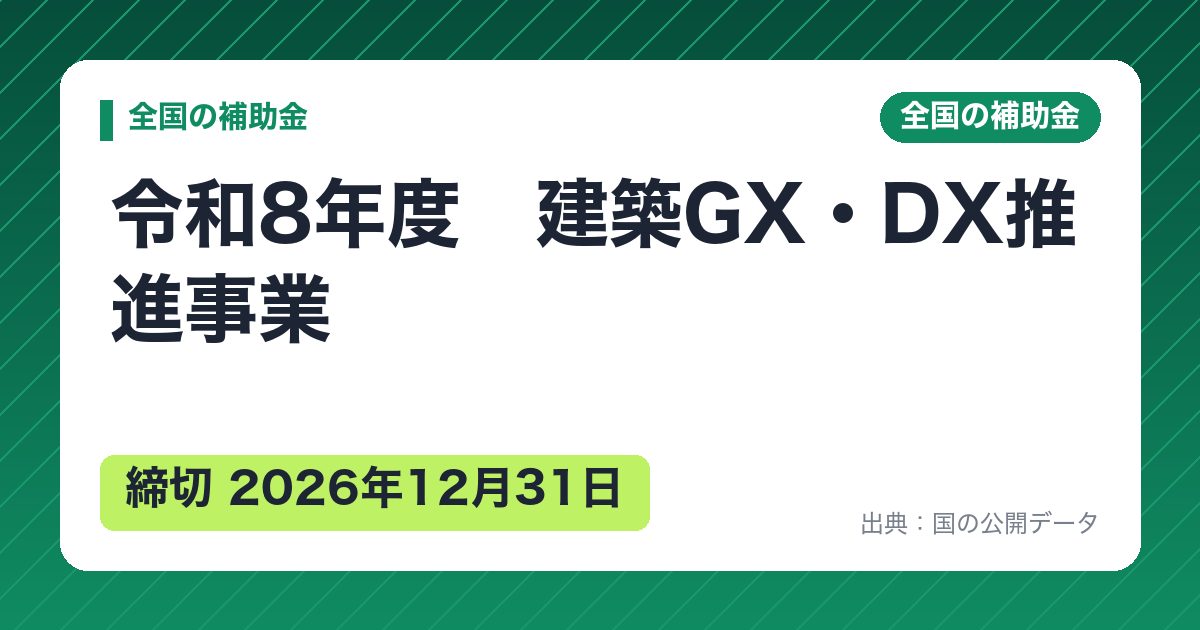 全国の補助金
全国の補助金
令和8年度　建築GX・DX推
進事業
締切 2026年12月31日
出典：国の公開データ